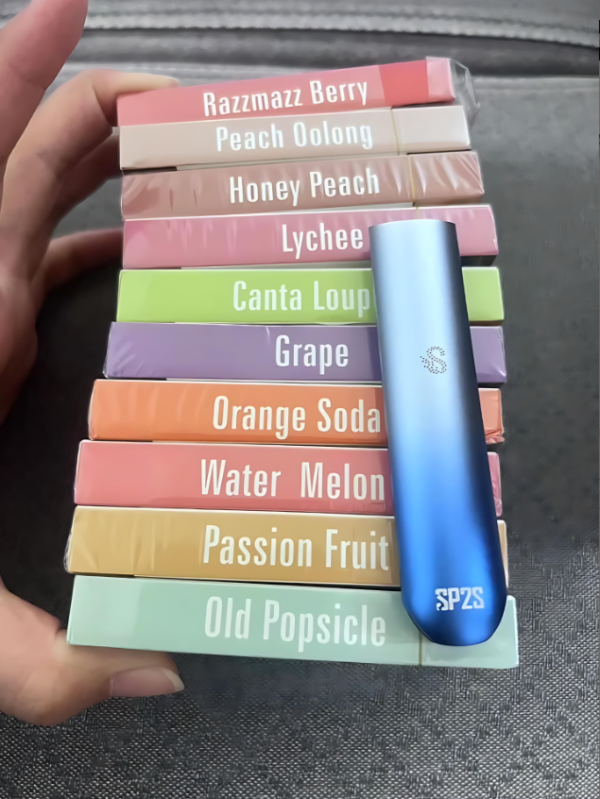 Razzmazz Berry
Peach Oolong
Honey Peach
Lychee
Canta Loup
Grape
Orange Soda
Water Melon
Passion Fruit
Old Popsicle
S
SP2S